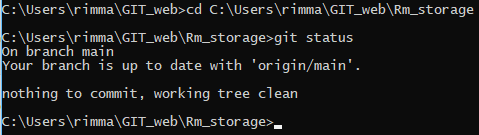 C:\Users\rimma\GIT_web>cd C:\Users\rimma\GIT_web\Rm_storage
C:\Users\rimma\GIT_web\Rm_storage>git status
On branch main
Your branch is up to date with 'origin/main'.
nothing to commit, working tree clean
C:\Users\rimma\GIT_web\Rm_storage>